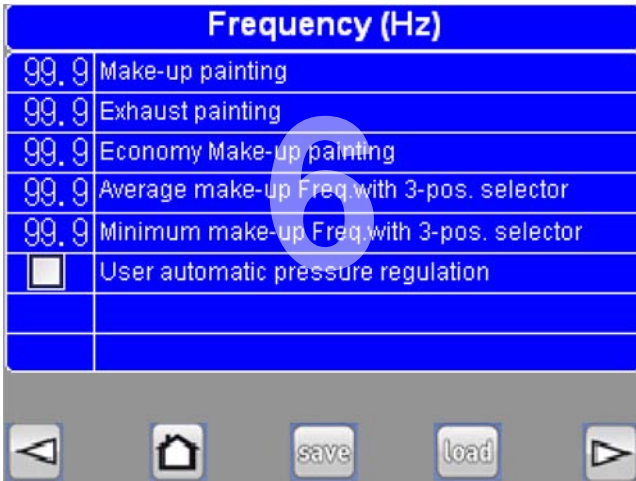 Frequency (Hz)
99.9 Make-up painting
99.9 Exhaust painting
99.9 Economy Make-up painting
99.9 Average make-up Freq.with 3-pos. selector
99.9 Minimum make-up Freq.with 3-pos. selector
User automatic pressure regulation
6
save load